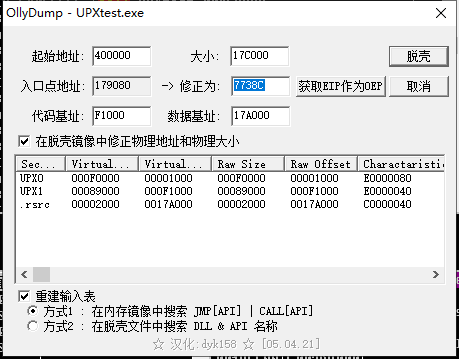 OllyDump - UPXtest.exe
起始地址: 400000 大小: 17C000 脱壳
入口点地址: 179080 -> 修正为: 7738C 获取EIP作为OEP 取消
代码基址: F1000 数据基址: 17A000
在脱壳镜像中修正物理地址和物理大小
Sec... Virtual... Virtual... Raw Size Raw Offset Characteristic
UPX0 000F0000 00001000 000F0000 00001000 E0000080
UPX1 00089000 000F1000 00089000 000F1000 E0000040
.rsrc 00002000 0017A000 00002000 0017A000 C0000040
重建输入表
方式1 : 在内存镜像中搜索 JMP[API] | CALL[API]
方式2 : 在脱壳文件中搜索 DLL & API 名称
☆ 汉化:dyk158 ☆ [05.04.21]